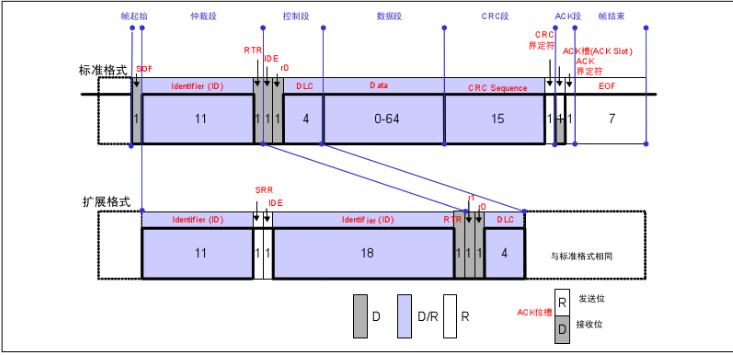 帧起始 仲裁段 控制段 数据段 CRC段 ACK段 帧结束
CRC
界定符
RTR IDE ACK槽(ACK Slot)
ACK
界定符
标准格式 SOF r0
Identifier (ID) DLC Data CRC Sequence EOF
1 11 1 1 1 4 0-64 15 1 1 1 7
扩展格式 SRR IDE r1 r0
Identifier (ID) Identifier (ID) RTR DLC
11 1 1 18 1 1 1 4 与标准格式相同
D D/R R
ACK位槽 R 发送位
D 接收位